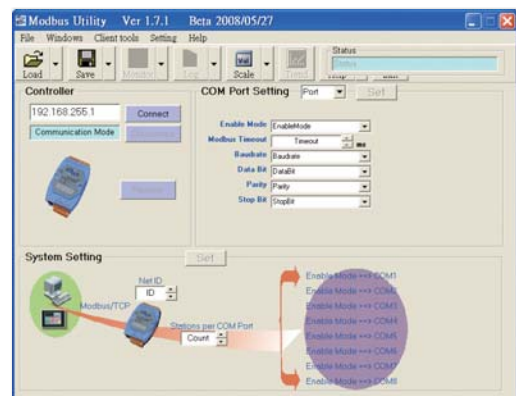 Modbus Utility Ver 1.7.1 Beta 2008/05/27
File Windows Client tools Setting Help
Load Save Monitor Log Scale Trend
Status
Status
Controller
192.168.255.1 Connect
Communication Mode
COM Port Setting Port Set
Enable Mode EnableMode
Modbus Timeout Timeout ms
Baudrate Baudrate
Data Bit DataBit
Parity Parity
Stop Bit StopBit
System Setting Set
Net ID
ID
Modbus/TCP
Stations per COM Port
Count
Enable Mode ==> COM1
Enable Mode ==> COM2
Enable Mode ==> COM3
Enable Mode ==> COM4
Enable Mode ==> COM5
Enable Mode ==> COM6
Enable Mode ==> COM7
Enable Mode ==> COM8